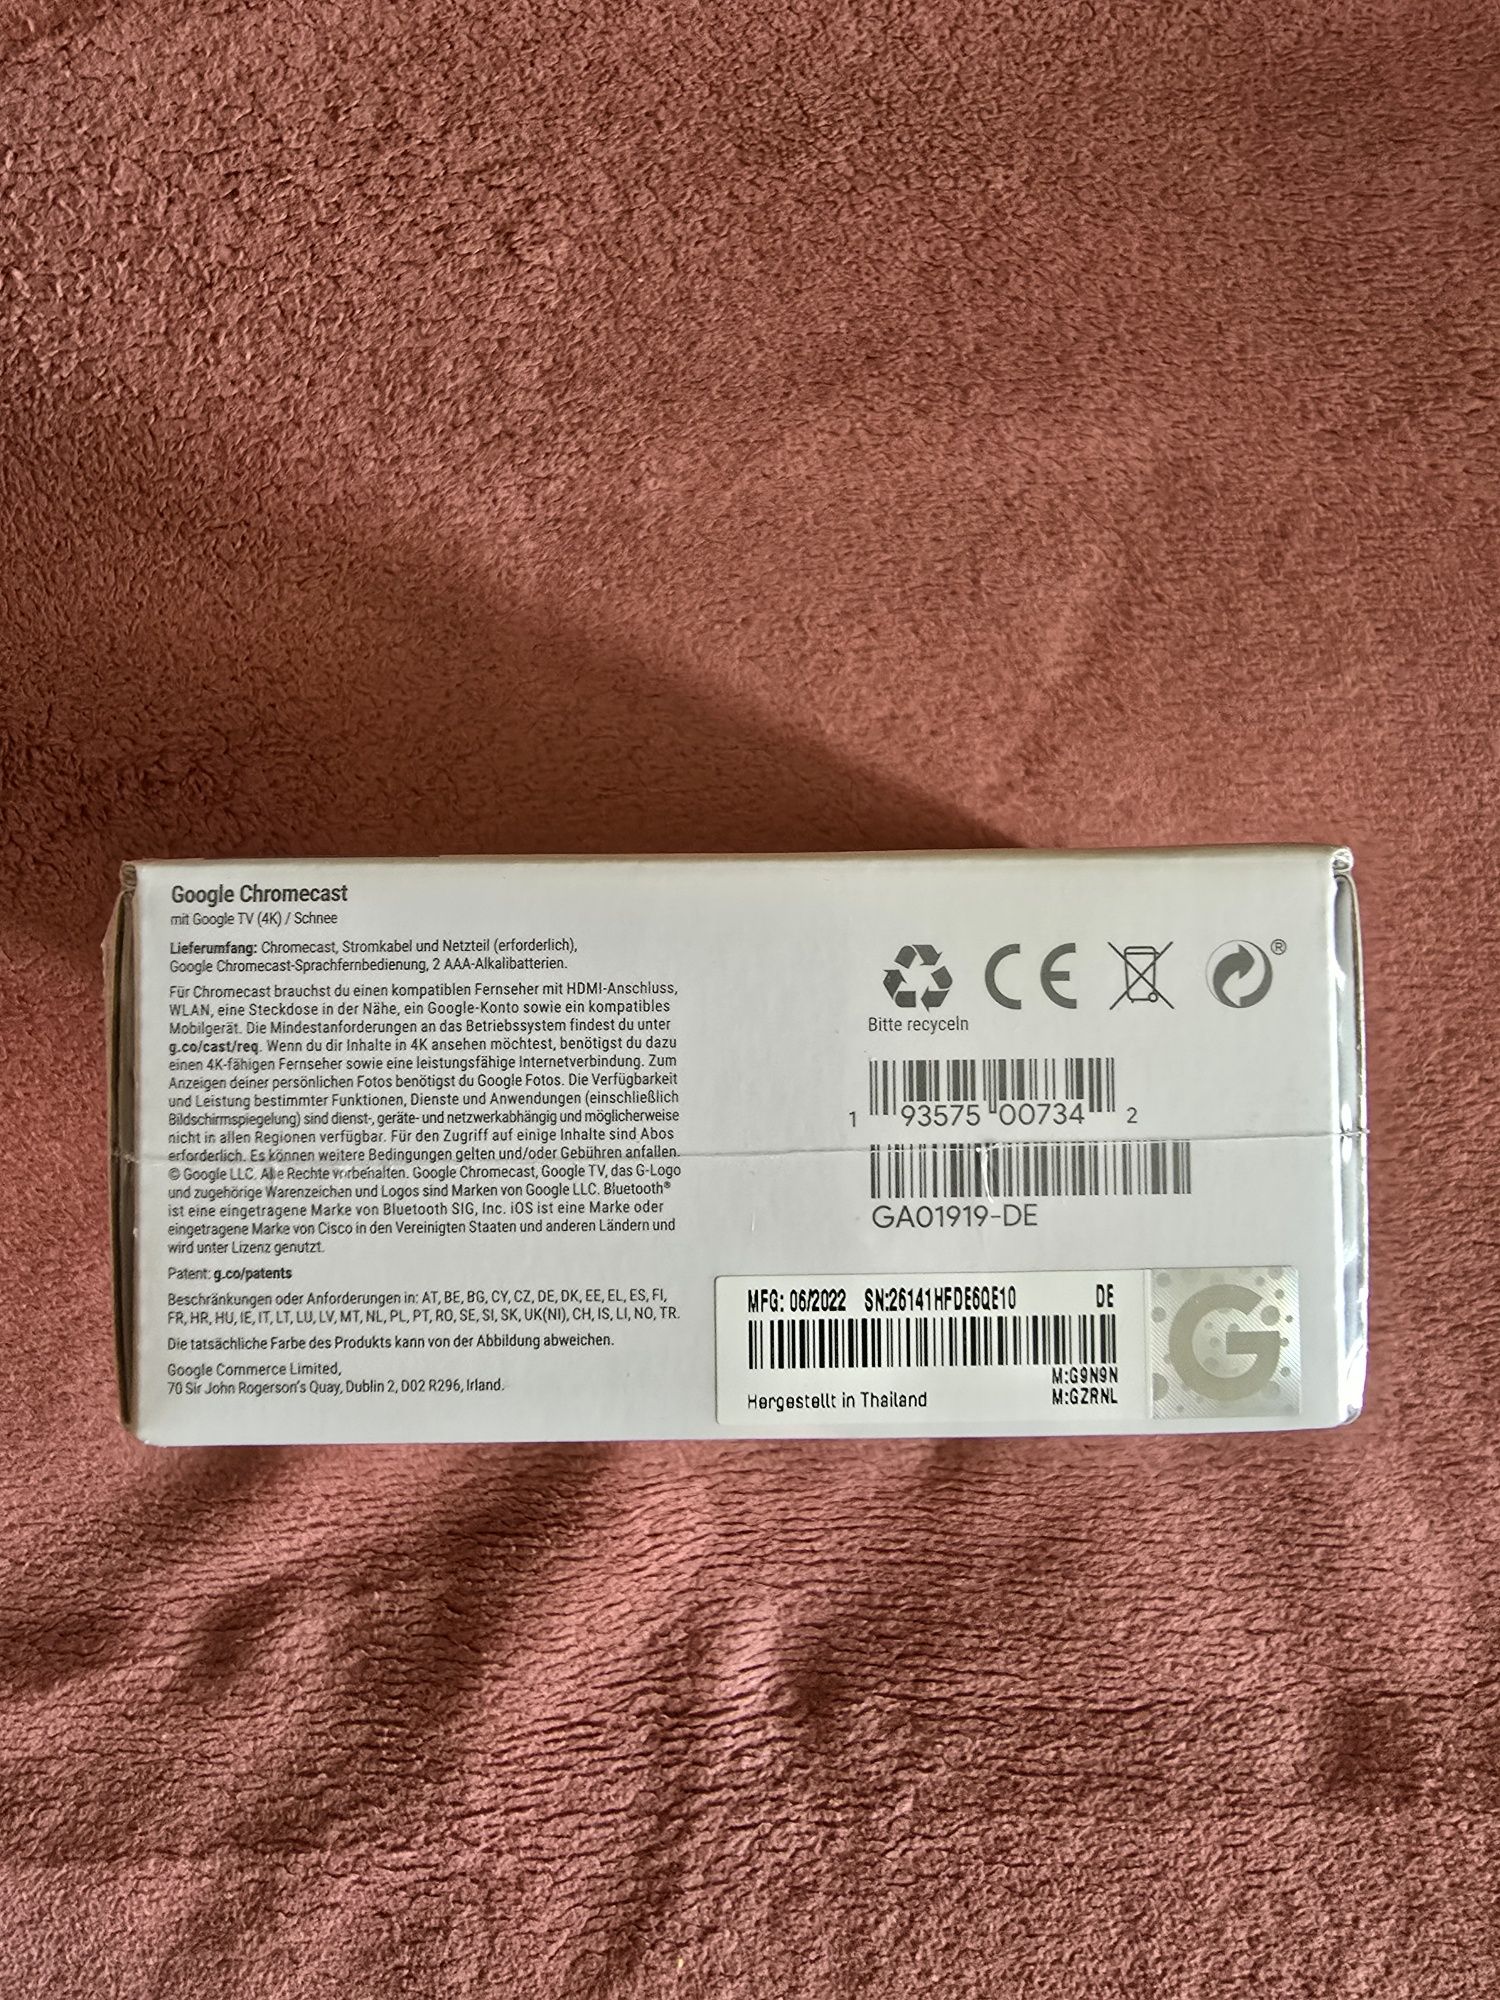 Google Chromecast
mit Google TV (4K) / Schnee
Lieferumfang: Chromecast, Stromkabel und Netzteil (erforderlich),
Google Chromecast-Sprachfernbedienung, 2 AAA-Alkalibatterien.
Für Chromecast brauchst du einen kompatiblen Fernseher mit HDMI-Anschluss,
WLAN, eine Steckdose in der Nähe, ein Google-Konto sowie ein kompatibles
Mobilgerät. Die Mindestanforderungen an das Betriebssystem findest du unter
g.co/cast/req. Wenn du dir Inhalte in 4K ansehen möchtest, benötigst du dazu
einen 4K-fähigen Fernseher sowie eine leistungsfähige Internetverbindung. Zum
Anzeigen deiner persönlichen Fotos benötigst du Google Fotos. Die Verfügbarkeit
und Leistung bestimmter Funktionen, Dienste und Anwendungen (einschließlich
Bildschirmspiegelung) sind dienst-, geräte- und netzwerkabhängig und möglicherweise
nicht in allen Regionen verfügbar. Für den Zugriff auf einige Inhalte sind Abos
erforderlich. Es können weitere Bedingungen gelten und/oder Gebühren anfallen.
© Google LLC. Alle Rechte vorbehalten. Google Chromecast, Google TV, das G-Logo
und zugehörige Warenzeichen und Logos sind Marken von Google LLC. Bluetooth®
ist eine eingetragene Marke von Bluetooth SIG, Inc. iOS ist eine Marke oder
eingetragene Marke von Cisco in den Vereinigten Staaten und anderen Ländern und
wird unter Lizenz genutzt.
Patent: g.co/patents
Beschränkungen oder Anforderungen in: AT, BE, BG, CY, CZ, DE, DK, EE, EL, ES, FI,
FR, HR, HU, IE, IT, LT, LU, LV, MT, NL, PL, PT, RO, SE, SI, SK, UK(NI), CH, IS, LI, NO, TR.
Die tatsächliche Farbe des Produkts kann von der Abbildung abweichen.
Google Commerce Limited,
70 Sir John Rogerson's Quay, Dublin 2, D02 R296, Irland.
CE ®
Bitte recyceln
1 93575 00734 2
GA01919-DE
MFG: 06/2022 SN:26141HFDE6QE10 DE
M:G9N9N
Hergestellt in Thailand M:GZRNL
G